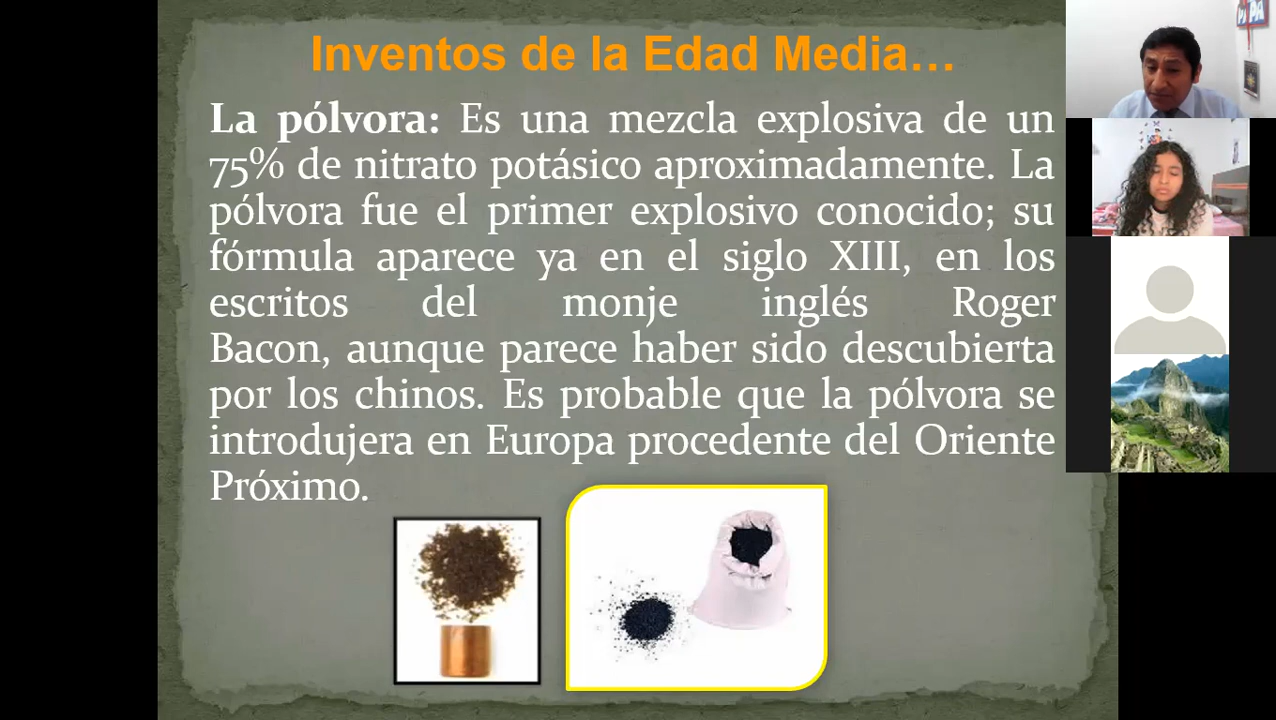 Inventos de la Edad Media…
La pólvora: Es una mezcla explosiva de un
75% de nitrato potásico aproximadamente. La
pólvora fue el primer explosivo conocido; su
fórmula aparece ya en el siglo XIII, en los
escritos del monje inglés Roger
Bacon, aunque parece haber sido descubierta
por los chinos. Es probable que la pólvora se
introdujera en Europa procedente del Oriente
Próximo.